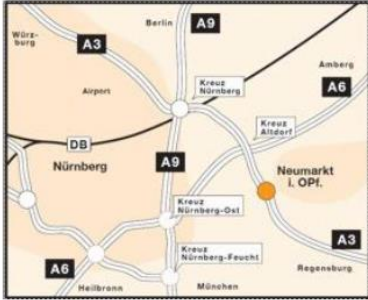 Berlin
A9
Würz-
burg
A3
Amberg
Kreuz
Nürnberg
A6
Airport
Kreuz
Altdorf
DB
Nürnberg
A9
Neumarkt
i. OPf.
Kreuz
Nürnberg-Ost
A3
Kreuz
Nürnberg-Feucht
A6
Regensburg
Heilbronn
München